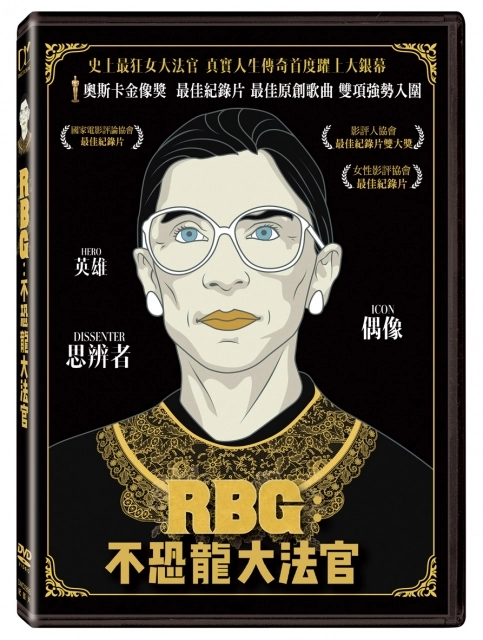 史上最狂女大法官 真實人生傳奇首度躍上大銀幕
奧斯卡金像獎 最佳紀錄片 最佳原創歌曲 雙項強勢入圍
國家電影評論協會
最佳紀錄片
影評人協會
最佳紀錄片雙大獎
女性影評協會
最佳紀錄片
HERO
英雄
ICON
偶像
DISSENTER
思辨者
RBG:
不恐龍大法官
RBG:不恐龍大法官
DVD